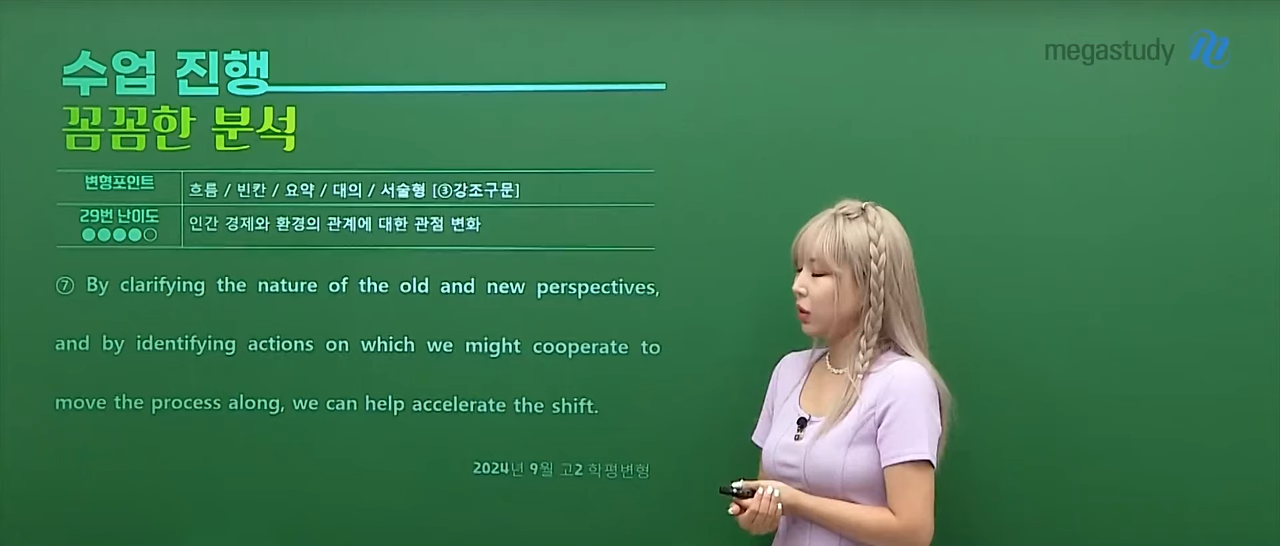 megastudy
수업 진행
꼼꼼한 분석
변형포인트 흐름 / 빈칸 / 요약 / 대의 / 서술형 [③강조구문]
29번 난이도 인간 경제와 환경의 관계에 대한 관점 변화
●●●●○
⑦ By clarifying the nature of the old and new perspectives,
and by identifying actions on which we might cooperate to
move the process along, we can help accelerate the shift.
2024년 9월 고2 학평변형